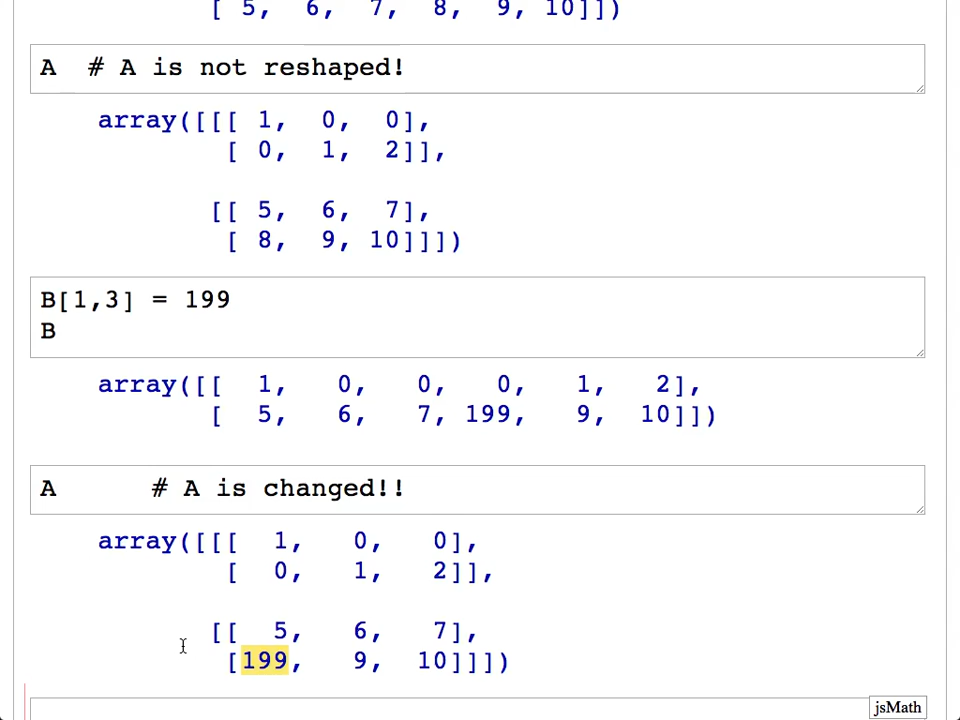 [ 5, 6, 7, 8, 9, 10]])
A # A is not reshaped!
array([[[ 1, 0, 0],
[ 0, 1, 2]],
[[ 5, 6, 7],
[ 8, 9, 10]]])
B[1,3] = 199
B
array([[ 1, 0, 0, 0, 1, 2],
[ 5, 6, 7, 199, 9, 10]])
A # A is changed!!
array([[[ 1, 0, 0],
[ 0, 1, 2]],
[[ 5, 6, 7],
[199, 9, 10]]])
jsMath